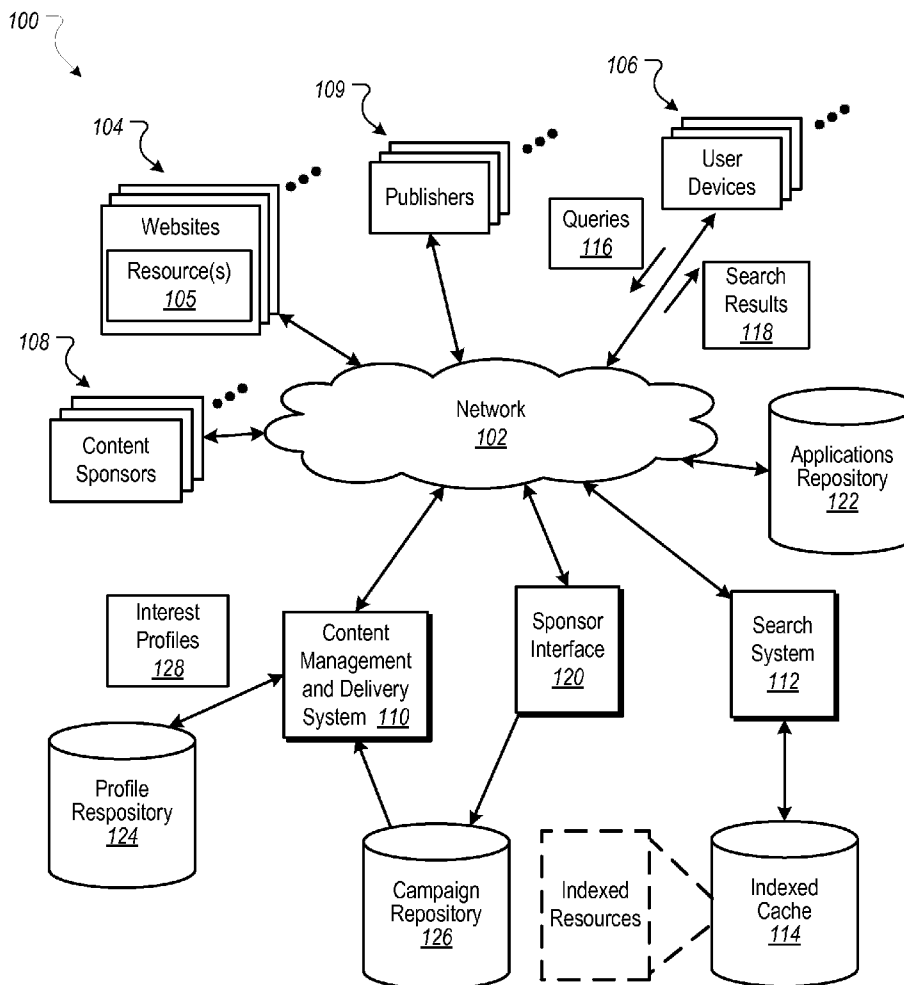 100
109
106
104
Publishers
User
Devices
Queries
116
Websites
Resource(s)
105
Search
Results
118
108
Content
Sponsors
Network
102
Applications
Repository
122
Interest
Profiles
128
Content
Management
and Delivery
System 110
Sponsor
Interface
120
Search
System
112
Profile
Respository
124
Campaign
Repository
126
Indexed
Resources
Indexed
Cache
114